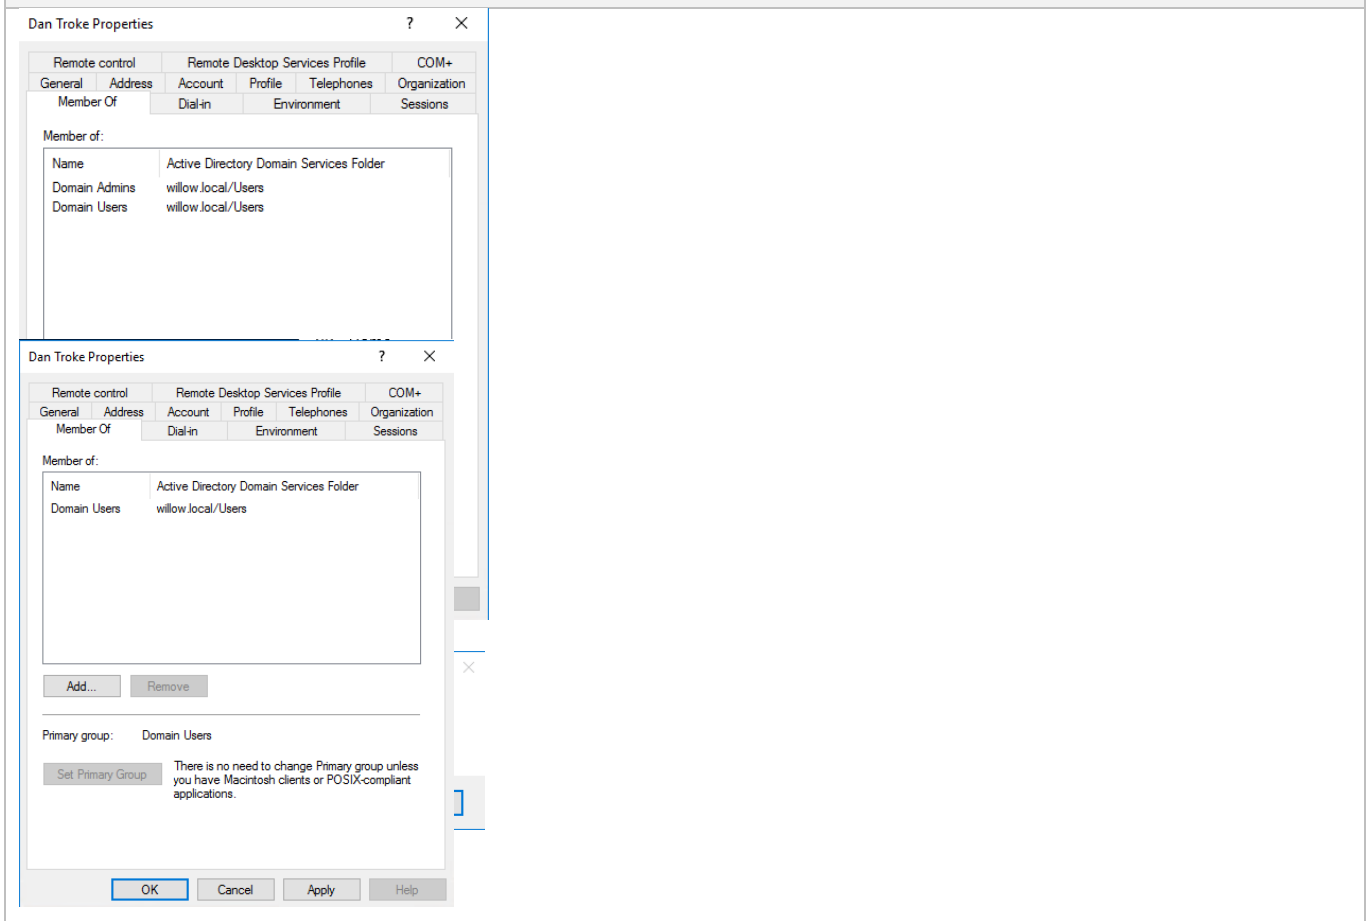 Dan Troke Properties ? ×
Remote control Remote Desktop Services Profile COM+
General Address Account Profile Telephones Organization
Member Of Dial-in Environment Sessions
Member of:
Name Active Directory Domain Services Folder
Domain Admins willow.local/Users
Domain Users willow.local/Users
Dan Troke Properties ? ×
Remote control Remote Desktop Services Profile COM+
General Address Account Profile Telephones Organization
Member Of Dial-in Environment Sessions
Member of:
Name Active Directory Domain Services Folder
Domain Users willow.local/Users
Add... Remove
Primary group: Domain Users
Set Primary Group
There is no need to change Primary group unless
you have Macintosh clients or POSIX-compliant
applications.
OK Cancel Apply Help